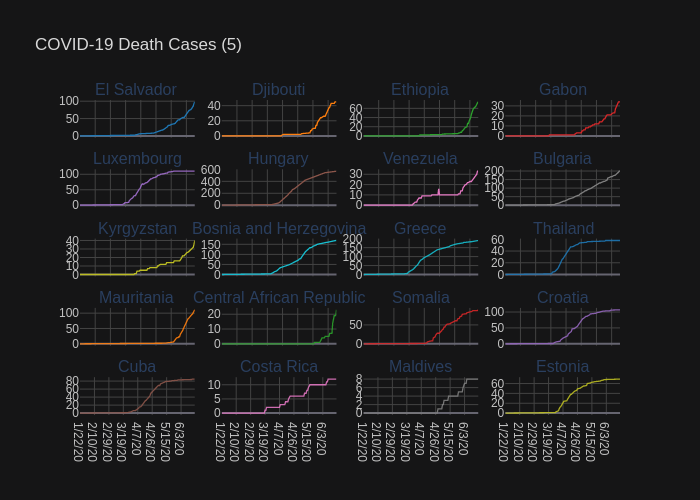 COVID-19 Death Cases (5)
El Salvador Djibouti Ethiopia Gabon
100 50 0
40 20 0
60 40 20 0
30 20 10 0
Luxembourg Hungary Venezuela Bulgaria
100 50 0
600 400 200 0
30 20 10 0
200 150 100 50 0
Kyrgyzstan Bosnia and Herzegovina Greece Thailand
40 30 20 10 0
150 100 50 0
200 150 100 50 0
60 40 20 0
Mauritania Central African Republic Somalia Croatia
100 50 0
20 10 0
50 0
100 50 0
Cuba Costa Rica Maldives Estonia
80 60 40 20 0
10 5 0
8 6 4 2 0
60 40 20 0
1/22/20 2/10/20 2/29/20 3/19/20 4/7/20 4/26/20 5/15/20 6/3/20
1/22/20 2/10/20 2/29/20 3/19/20 4/7/20 4/26/20 5/15/20 6/3/20
1/22/20 2/10/20 2/29/20 3/19/20 4/7/20 4/26/20 5/15/20 6/3/20
1/22/20 2/10/20 2/29/20 3/19/20 4/7/20 4/26/20 5/15/20 6/3/20